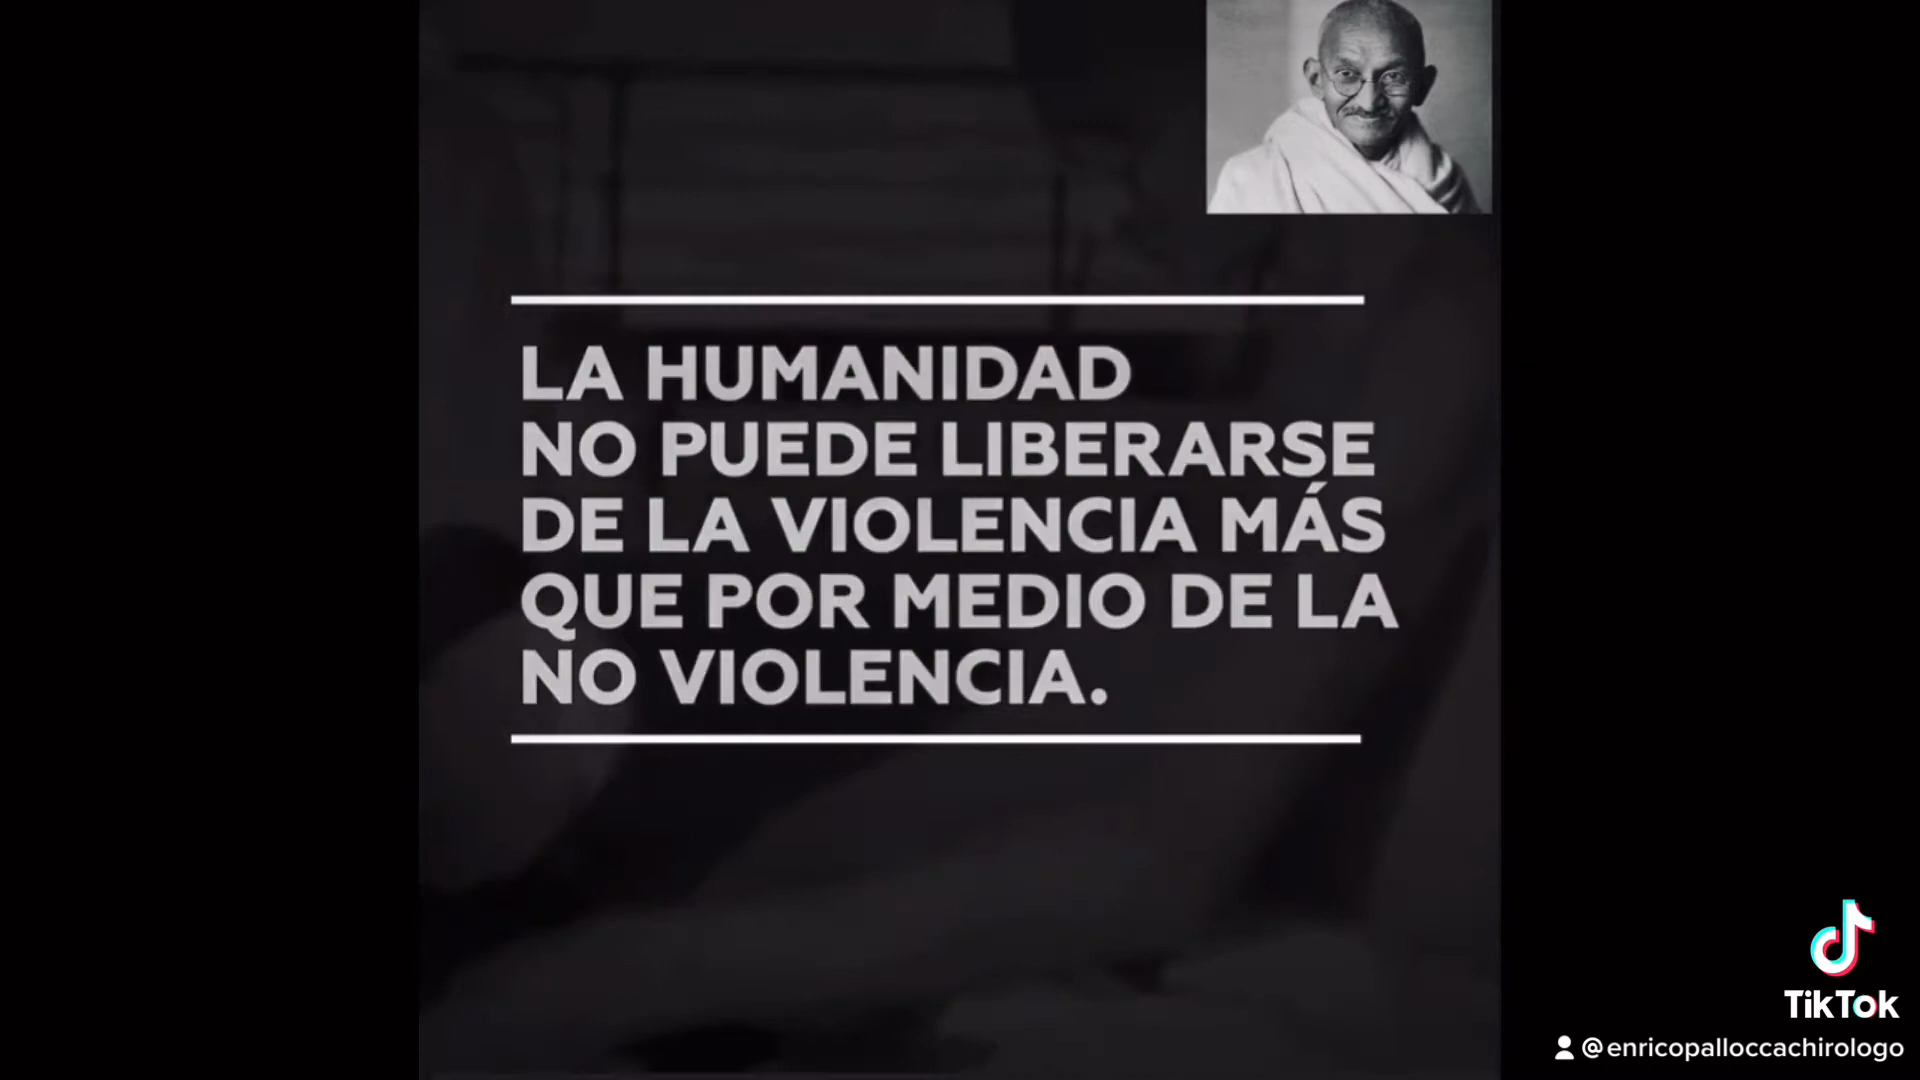 LA HUMANIDAD
NO PUEDE LIBERARSE
DE LA VIOLENCIA MÁS
QUE POR MEDIO DE LA
NO VIOLENCIA.
TikTok
@enricopalloccachirologo